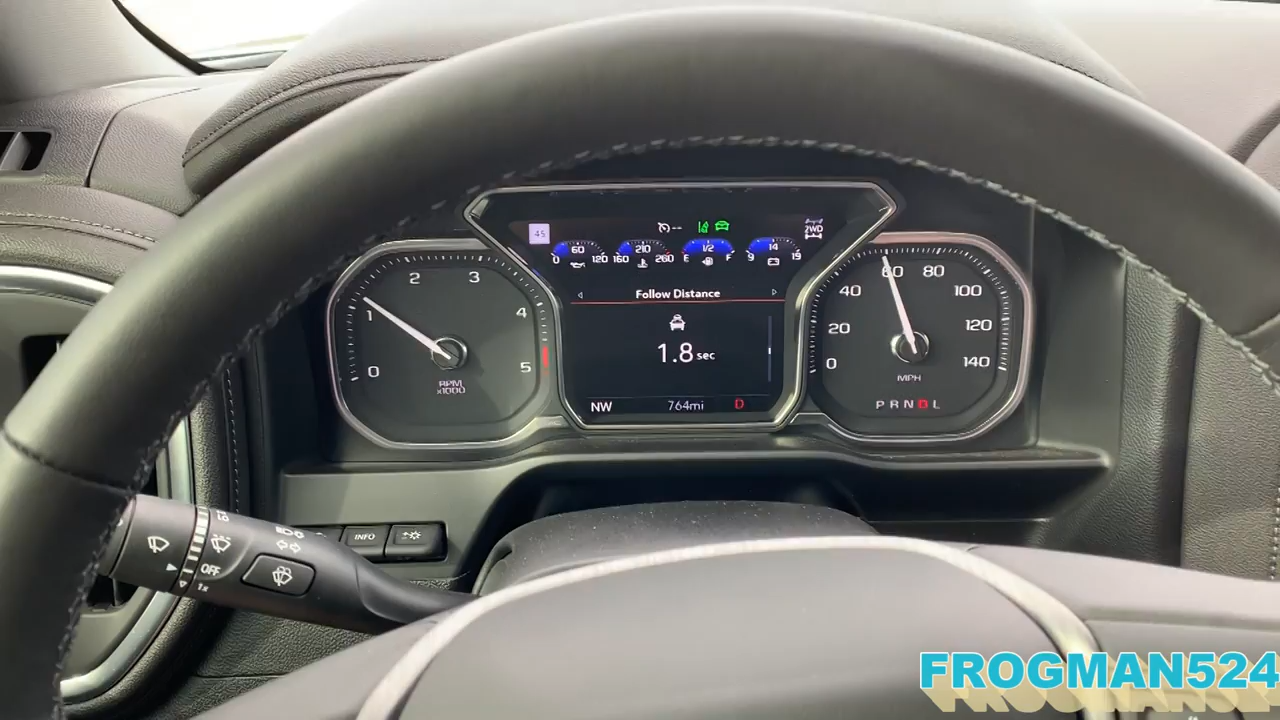 45
--
2WD
0 60 120
160 210 260
E 1/2 F
9 14 19
Follow Distance
1.8 sec
NW 764mi D
0 1 2 3 4 5
RPM
x1000
0 20 40 60 80 100 120 140
MPH
P R N D L
INFO
OFF
1x
FROGMAN524